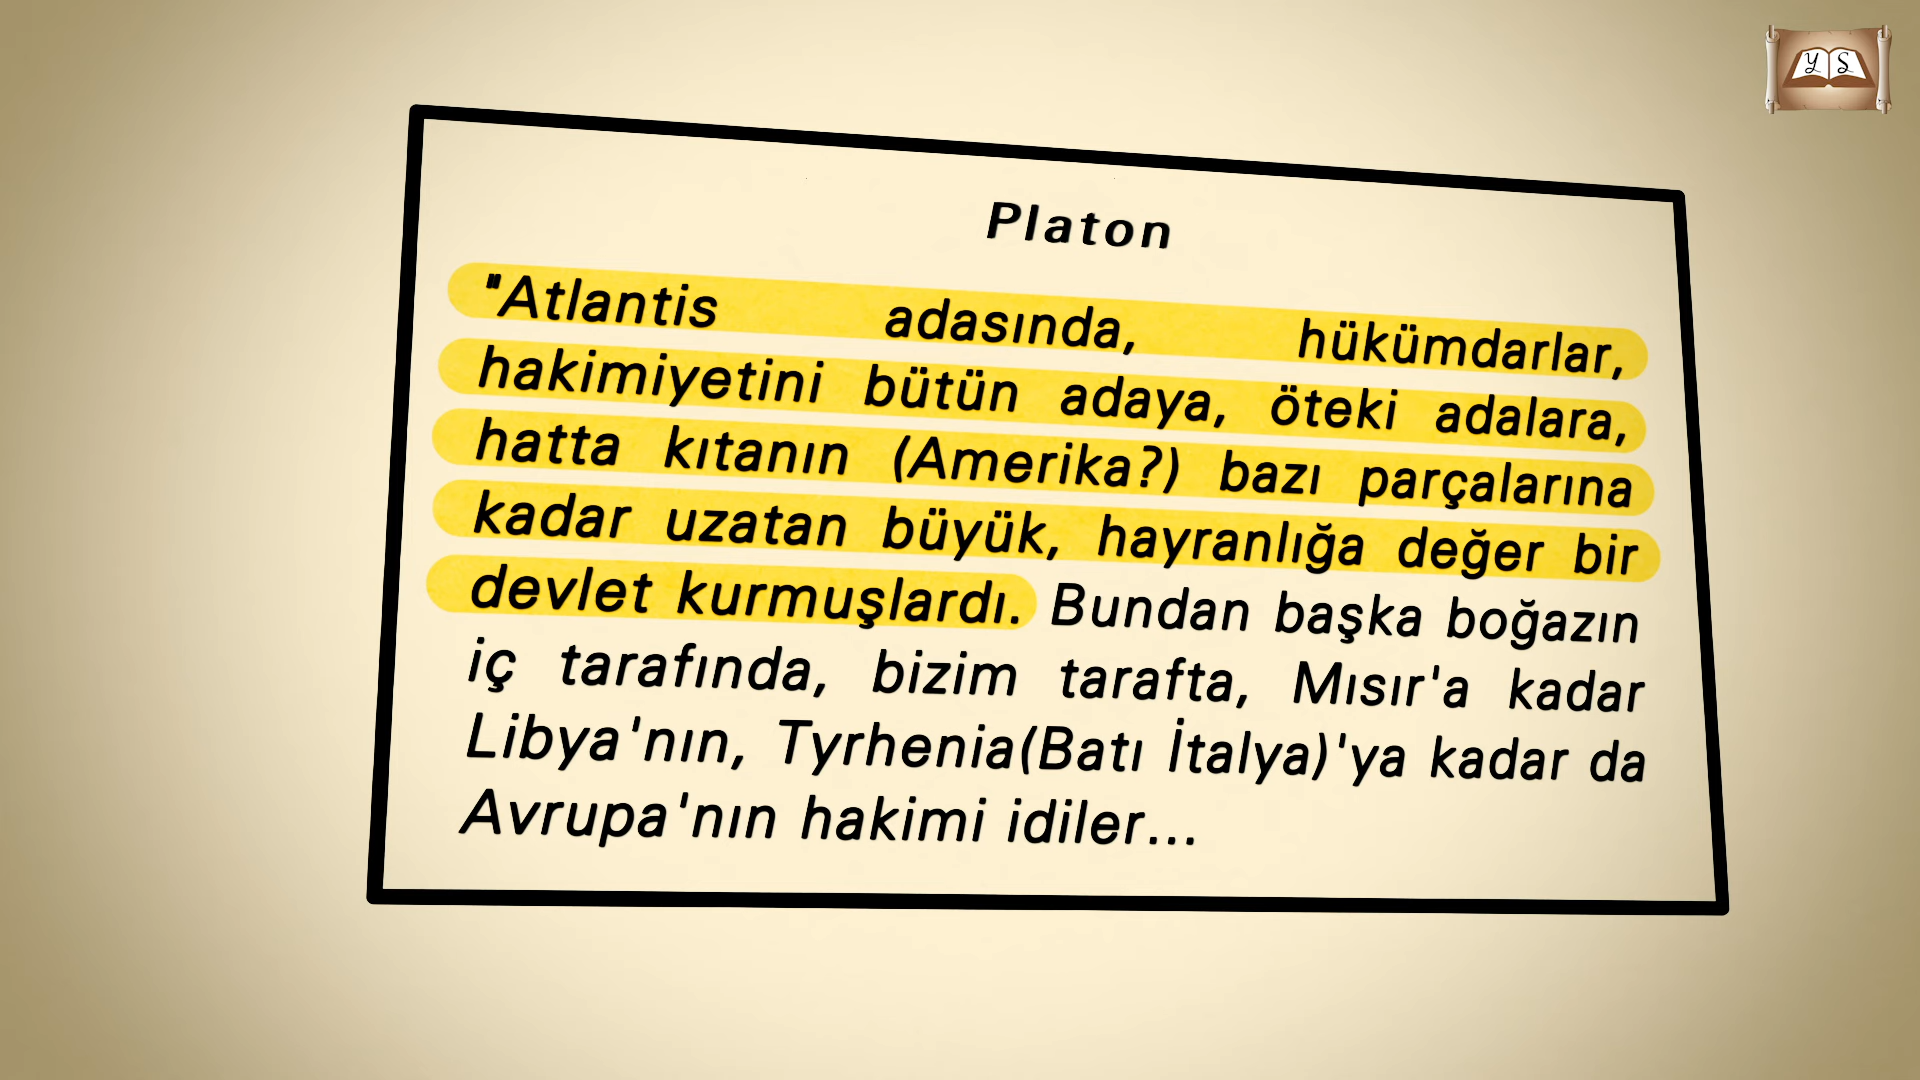 Y S
Platon
"Atlantis adasında, hükümdarlar,
hakimiyetini bütün adaya, öteki adalara,
hatta kıtanın (Amerika?) bazı parçalarına
kadar uzatan büyük, hayranlığa değer bir
devlet kurmuşlardı. Bundan başka boğazın
iç tarafında, bizim tarafta, Mısır'a kadar
Libya'nın, Tyrhenia(Batı İtalya)'ya kadar da
Avrupa'nın hakimi idiler...